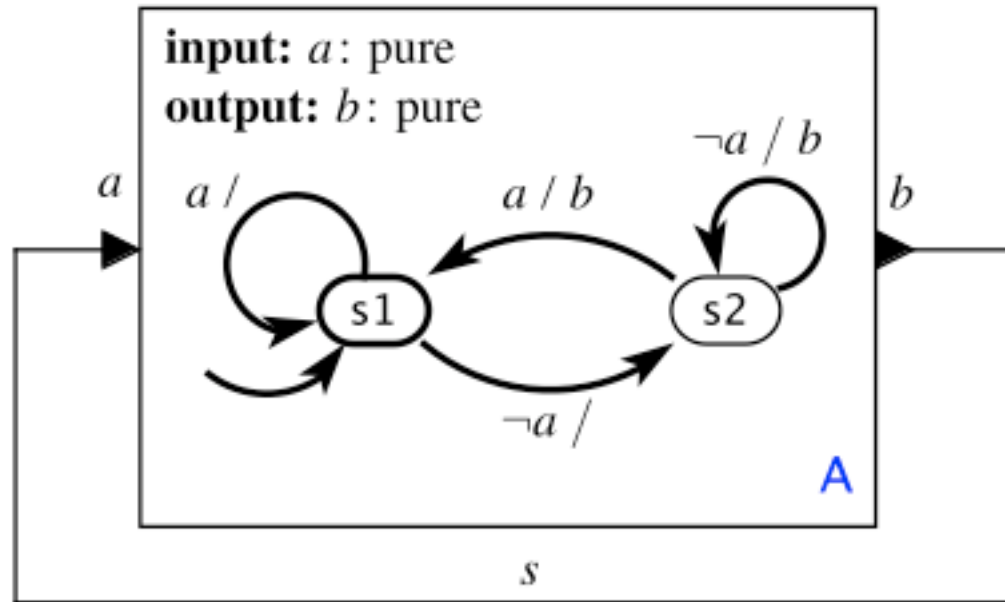 input: a: pure
output: b: pure
a
a /
a / b
¬a / b
b
s1
s2
¬a /
A
s